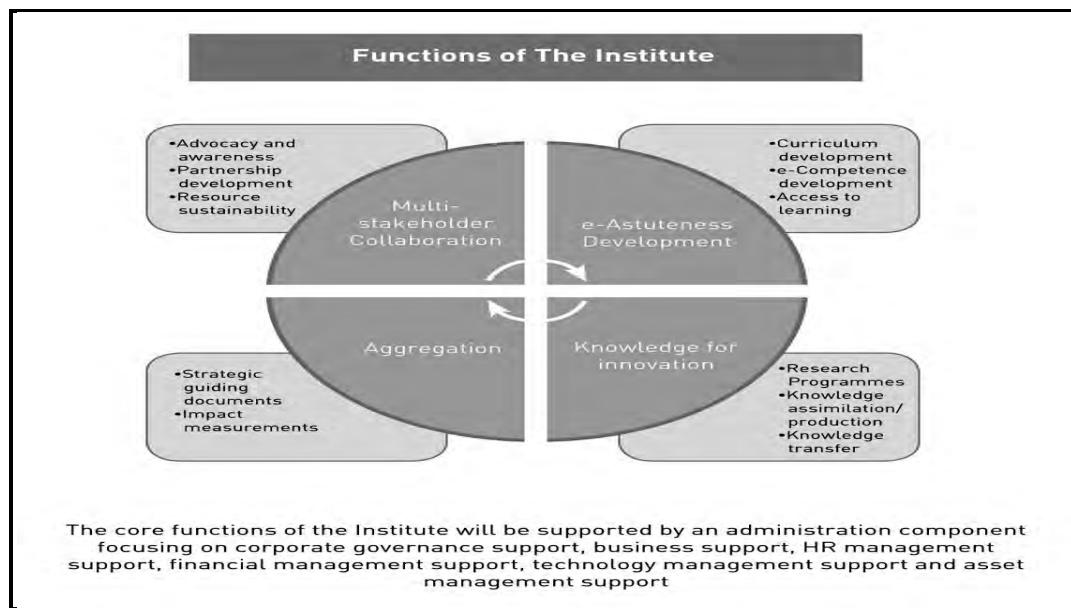 Functions of The Institute
•Advocacy and
awareness
•Partnership
development
•Resource
sustainability
Multi-
stakeholder
Collaboration
•Curriculum
development
•e-Competence
development
•Access to
learning
e-Astuteness
Development
•Strategic
guiding
documents
•Impact
measurements
Aggregation
Knowledge for
innovation
•Research
Programmes
•Knowledge
assimilation/
production
•Knowledge
transfer
The core functions of the Institute will be supported by an administration component
focusing on corporate governance support, business support, HR management
support, financial management support, technology management support and asset
management support